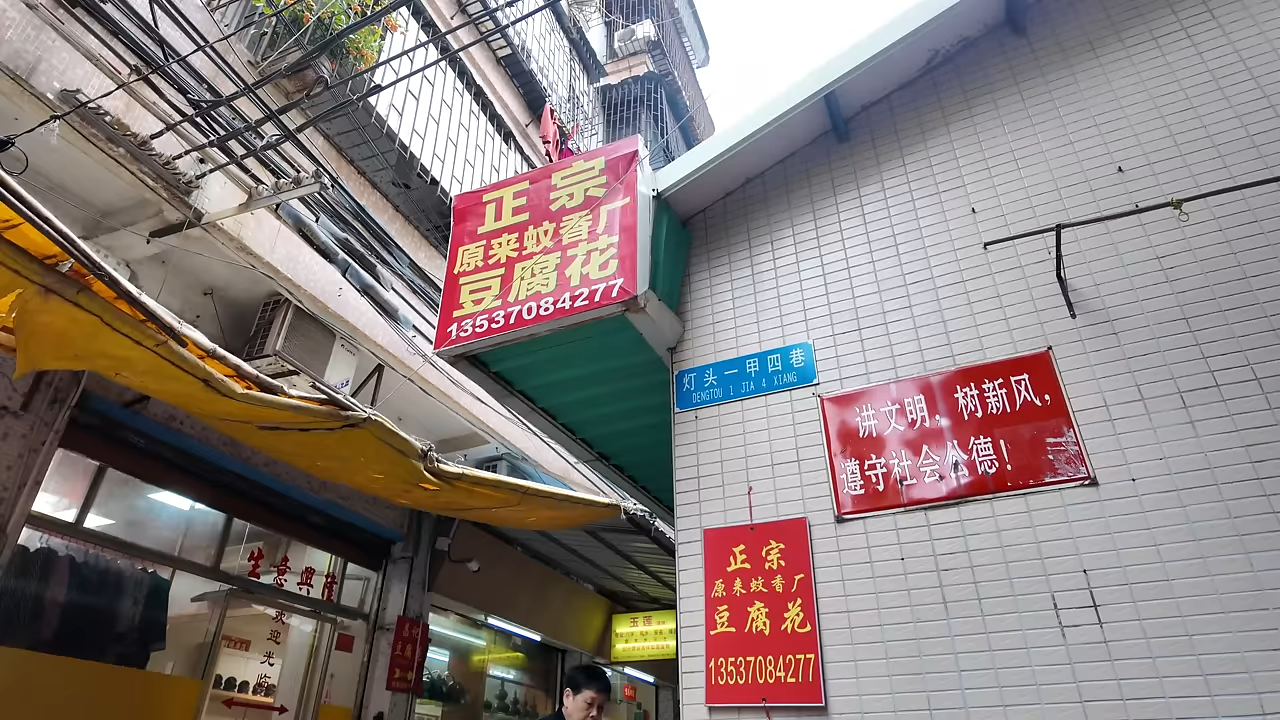 正宗
原来蚊香厂
豆腐花
13537084277
灯头一甲四巷
DENGTOU 1 JIA 4 XIANG
讲文明，树新风，
遵守社会公德！
正宗
原来蚊香厂
豆腐花
13537084277
生意興隆
欢迎光临
玉莲